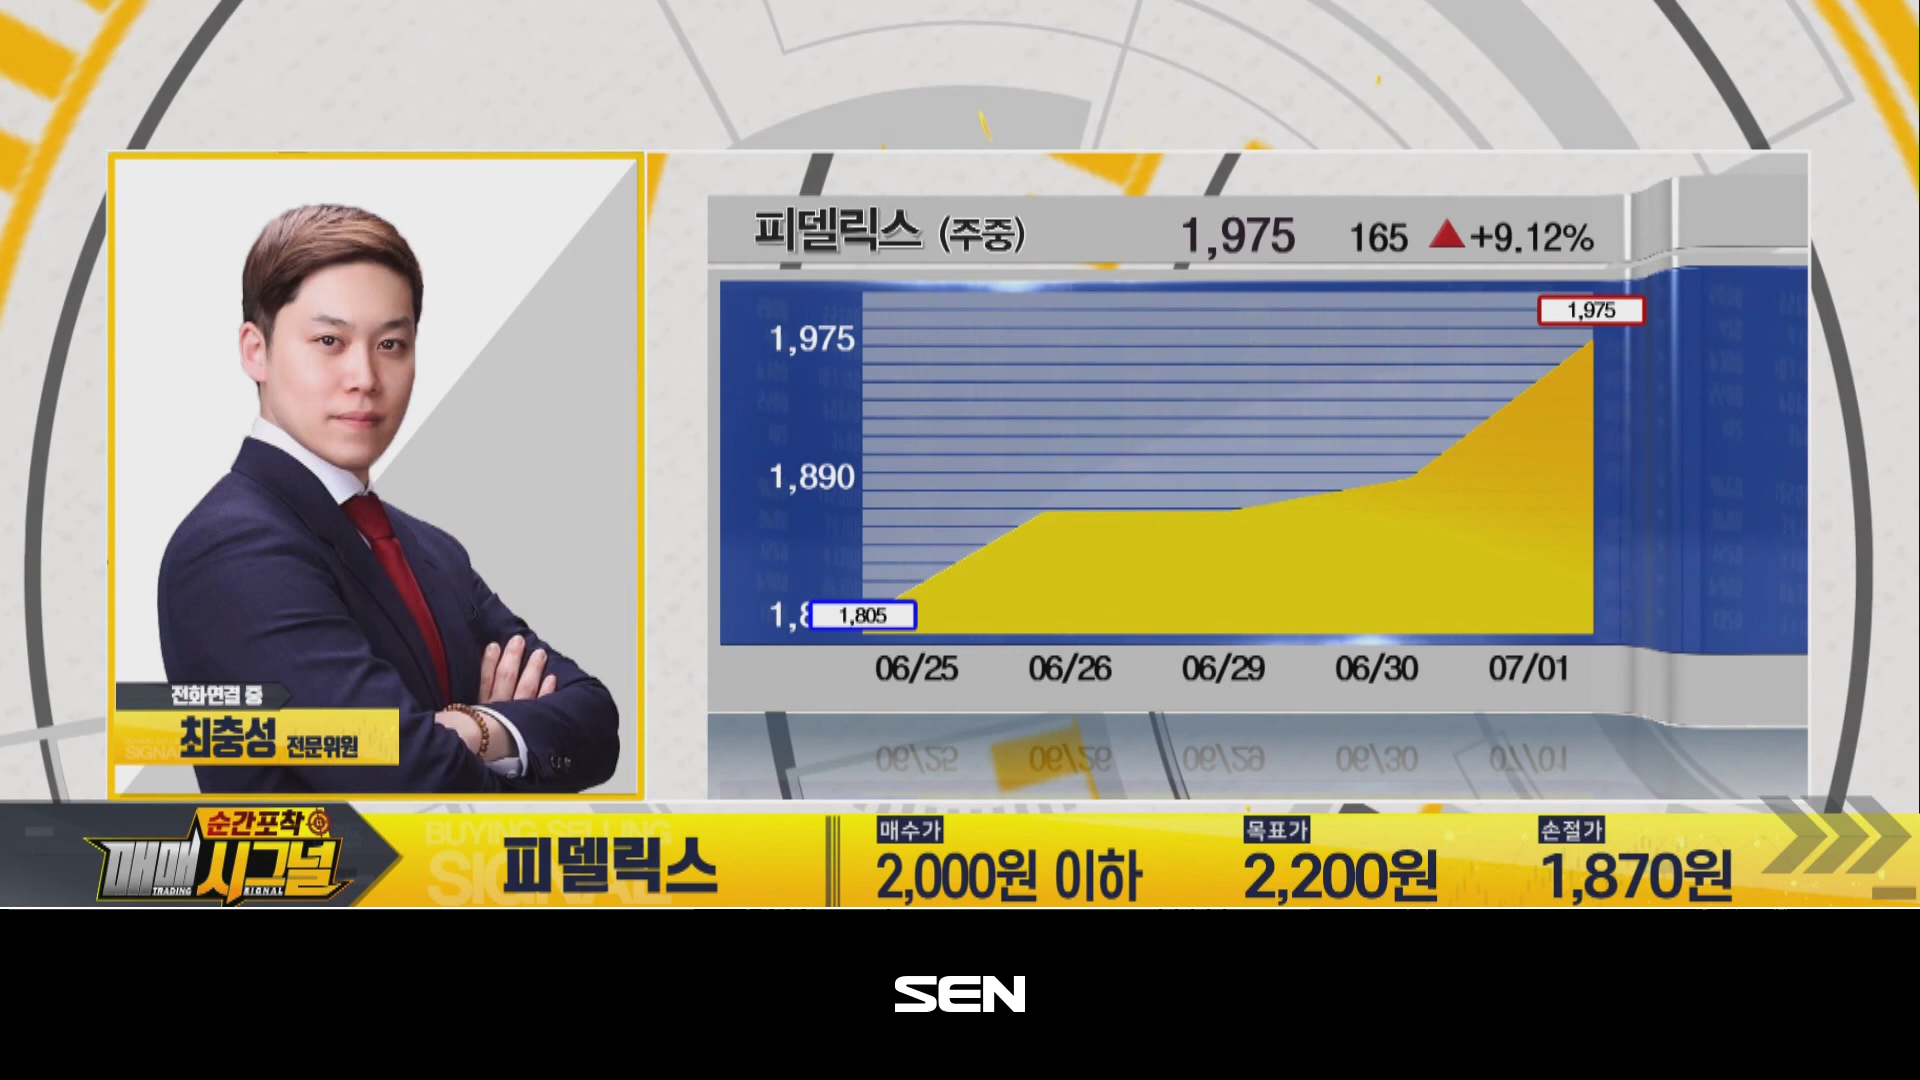 피델릭스 (주중) 1,975 165 ▲+9.12%
1,975
1,975
1,890
1,805
06/25 06/26 06/29 06/30 07/01
전화연결 중
최충성 전문위원
순간포착
매매시그널
TRADING SIGNAL
BUYING SELLING
피델릭스
매수가
2,000원 이하
목표가
2,200원
손절가
1,870원
SEN